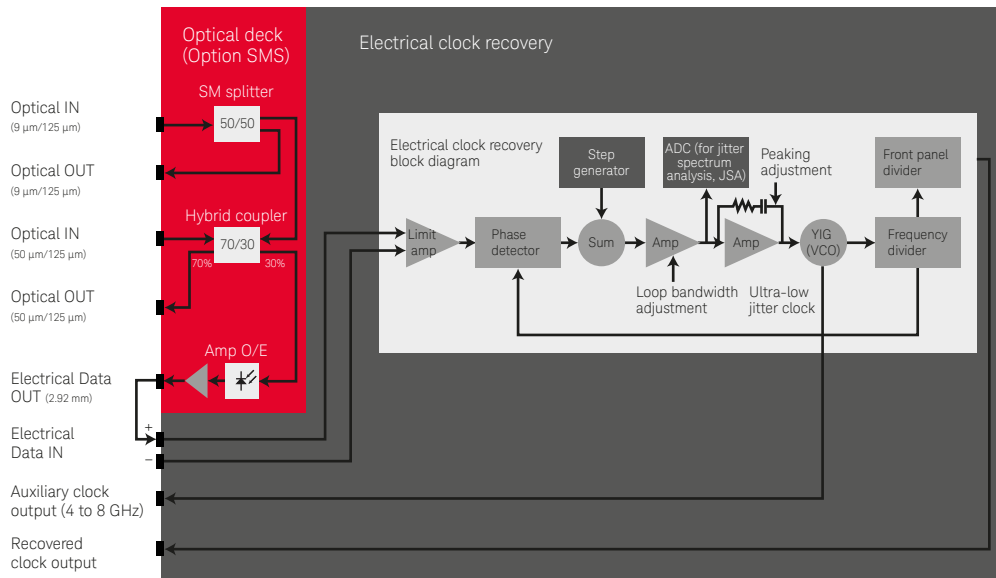 Optical deck
(Option SMS)
Electrical clock recovery
SM splitter
50/50
Optical IN
(9 μm/125 μm)
Optical OUT
(9 μm/125 μm)
Hybrid coupler
70/30
70%
30%
Optical IN
(50 μm/125 μm)
Optical OUT
(50 μm/125 μm)
Amp O/E
Electrical Data
OUT (2.92 mm)
Electrical
Data IN
+
–
Auxiliary clock
output (4 to 8 GHz)
Recovered
clock output
Electrical clock recovery
block diagram
Step
generator
ADC (for jitter
spectrum
analysis, JSA)
Peaking
adjustment
Front panel
divider
Limit
amp
Phase
detector
Sum
Amp
Amp
YIG
(VCO)
Frequency
divider
Loop bandwidth
adjustment
Ultra-low
jitter clock